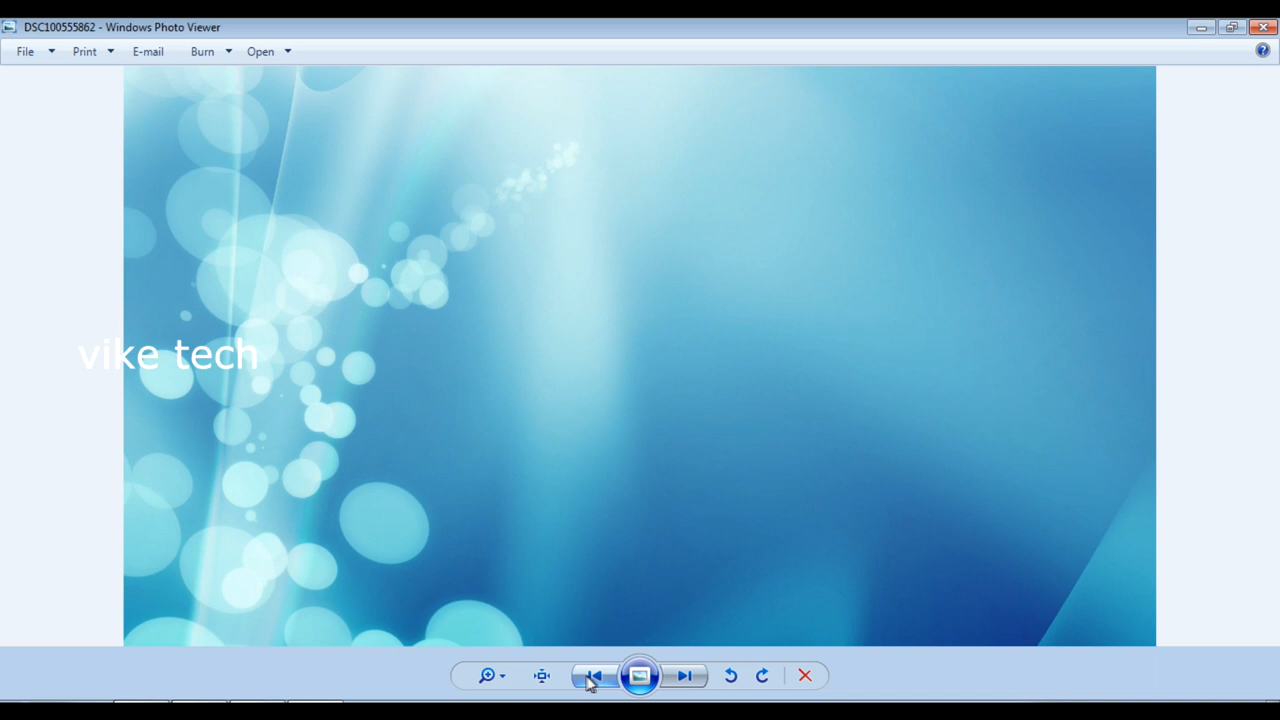 DSC100555862 - Windows Photo Viewer
File Print E-mail Burn Open
vike tech